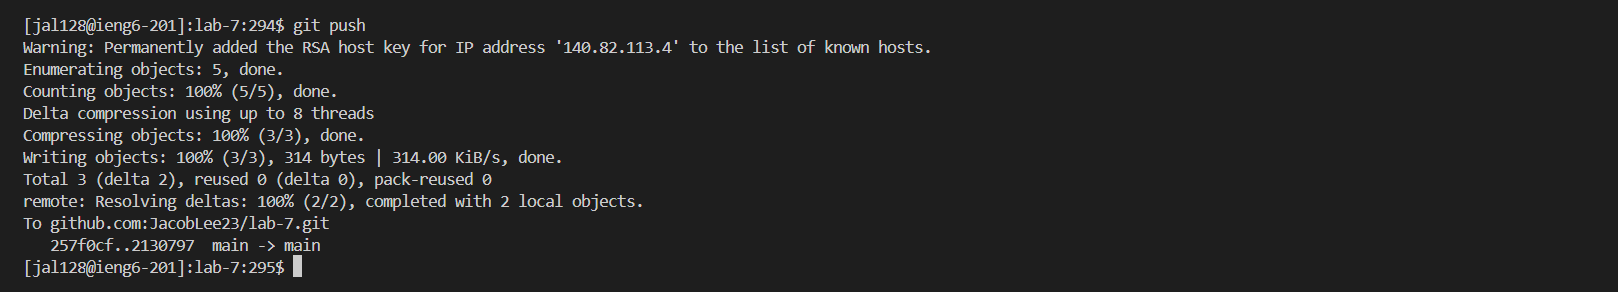 [jal128@ieng6-201]:lab-7:294$ git push
Warning: Permanently added the RSA host key for IP address '140.82.113.4' to the list of known hosts.
Enumerating objects: 5, done.
Counting objects: 100% (5/5), done.
Delta compression using up to 8 threads
Compressing objects: 100% (3/3), done.
Writing objects: 100% (3/3), 314 bytes | 314.00 KiB/s, done.
Total 3 (delta 2), reused 0 (delta 0), pack-reused 0
remote: Resolving deltas: 100% (2/2), completed with 2 local objects.
To github.com:JacobLee23/lab-7.git
   257f0cf..2130797  main -> main
[jal128@ieng6-201]:lab-7:295$